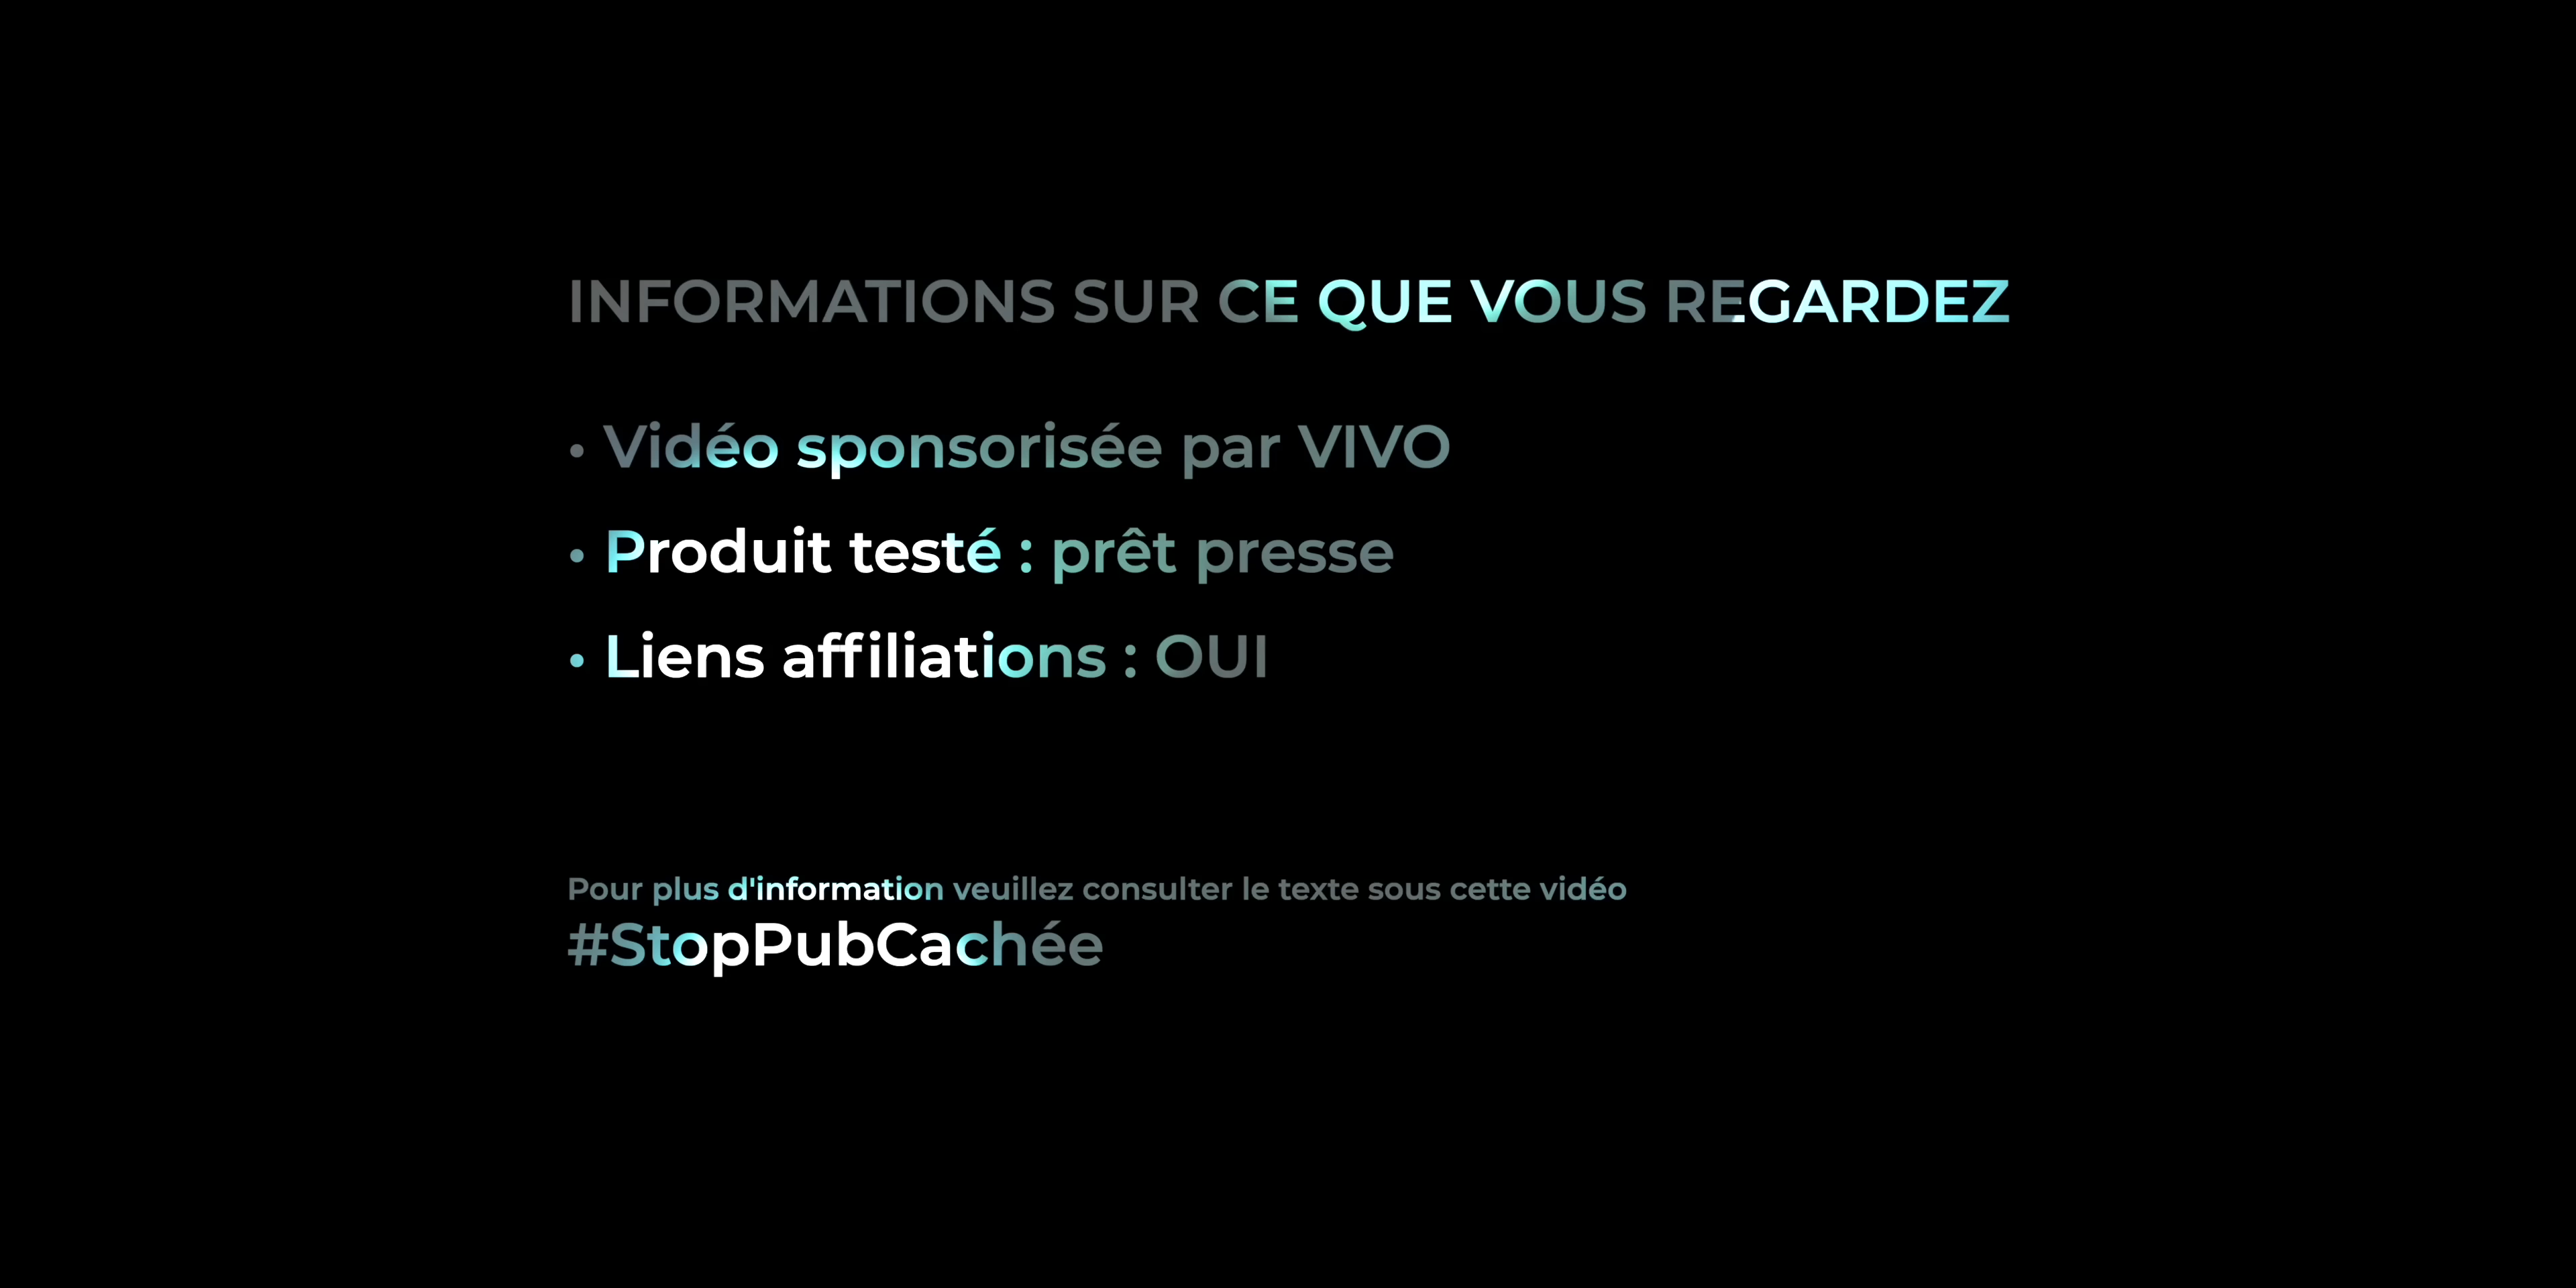 INFORMATIONS SUR CE QUE VOUS REGARDEZ
• Vidéo sponsorisée par VIVO
• Produit testé : prêt presse
• Liens affiliations : OUI
Pour plus d'information veuillez consulter le texte sous cette vidéo
#StopPubCachée